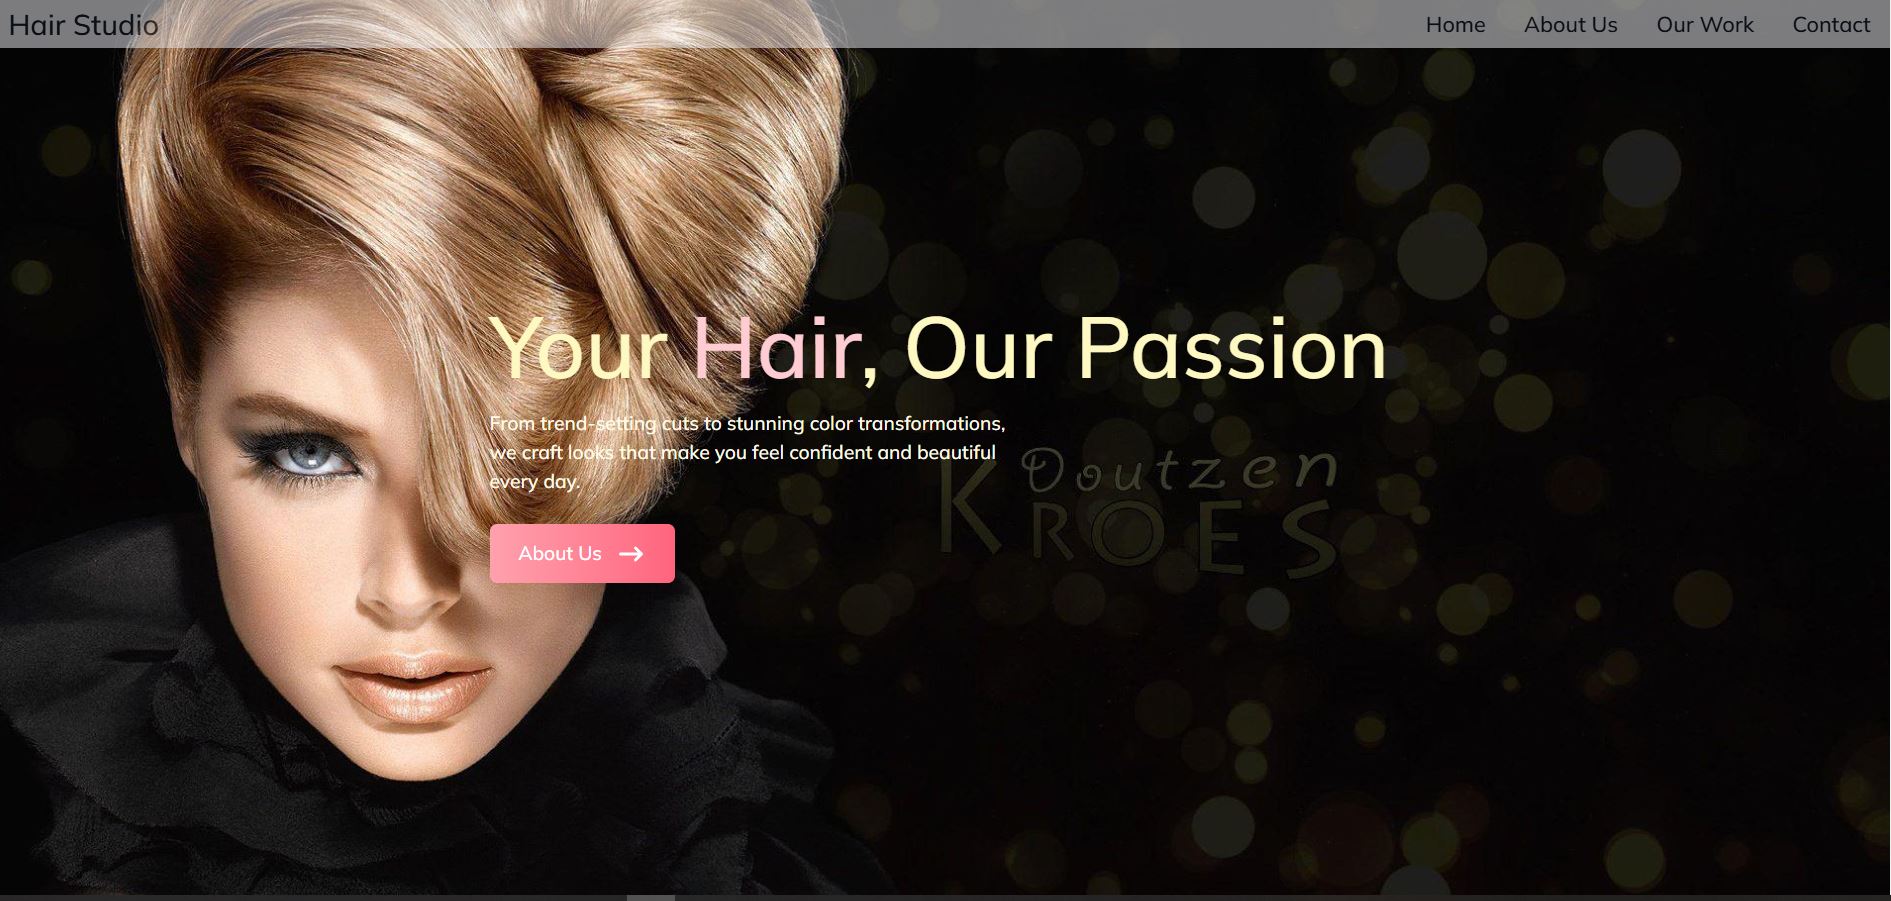 Hair Studio
Home About Us Our Work Contact
Your Hair, Our Passion
From trend-setting cuts to stunning color transformations,
we craft looks that make you feel confident and beautiful
every day.
Doutzen
KROES
About Us →